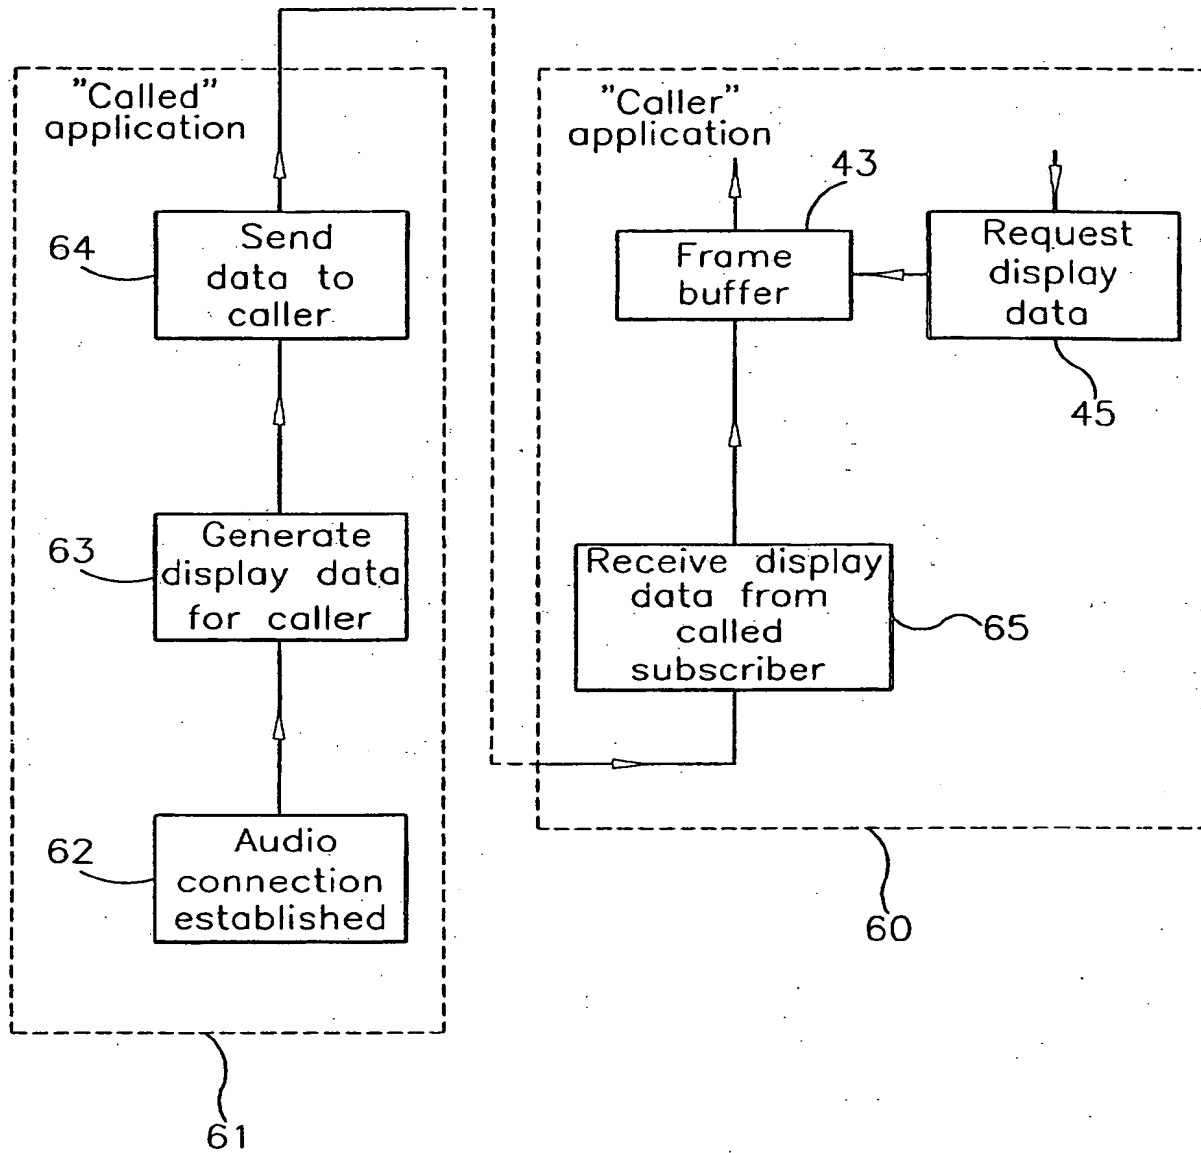 "Called"
application
64
Send
data to
caller
63
Generate
display data
for caller
62
Audio
connection
established
61
"Caller"
application
43
Frame
buffer
Request
display
data
45
Receive display
data from
called
subscriber
65
60